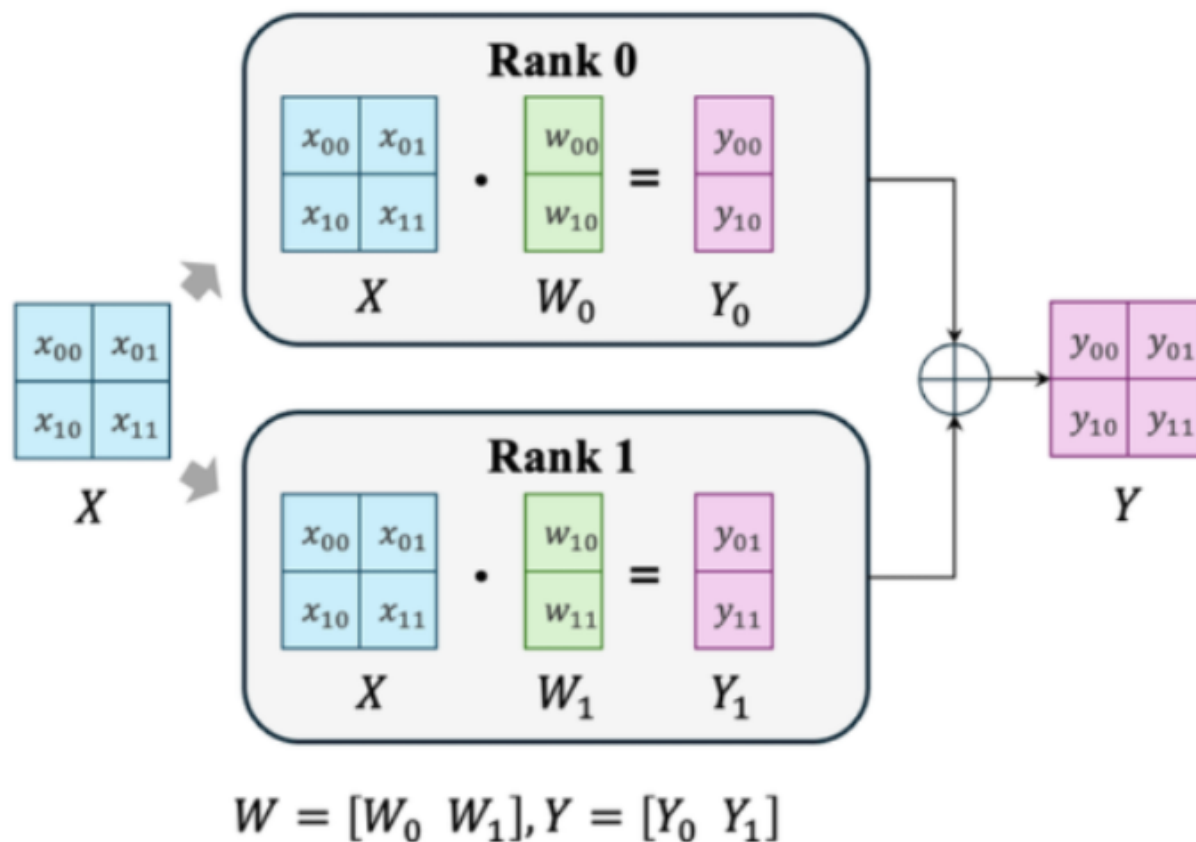 Rank 0
x₀₀ x₀₁ w₀₀ y₀₀
· =
x₁₀ x₁₁ w₁₀ y₁₀
X W₀ Y₀
x₀₀ x₀₁
x₁₀ x₁₁
X
Rank 1
x₀₀ x₀₁ w₁₀ y₀₁
· =
x₁₀ x₁₁ w₁₁ y₁₁
X W₁ Y₁
y₀₀ y₀₁
y₁₀ y₁₁
Y
W = [W₀ W₁], Y = [Y₀ Y₁]